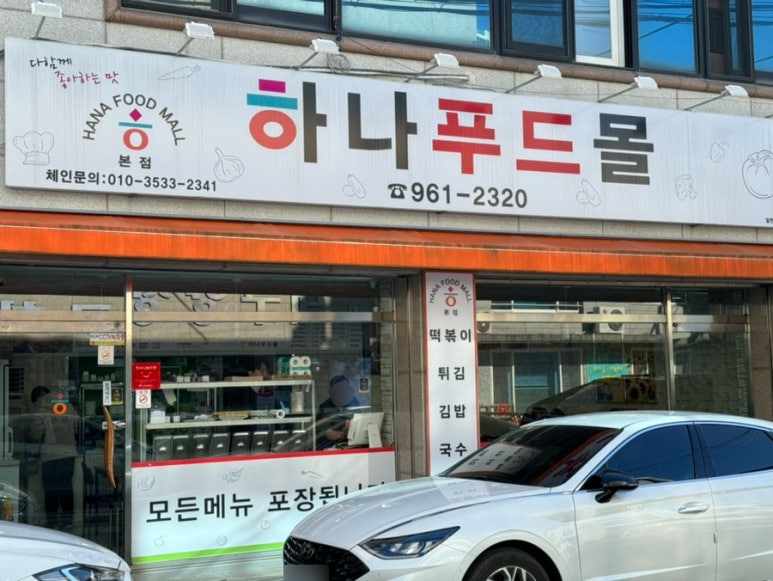 다함께
좋아하는 맛
HANA FOOD MALL
본점
체인문의:010-3533-2341
하나푸드몰
☎961-2320
HANA FOOD MALL
본점
떡볶이
튀김
김밥
국수
CCTV
모든메뉴 포장됩니다